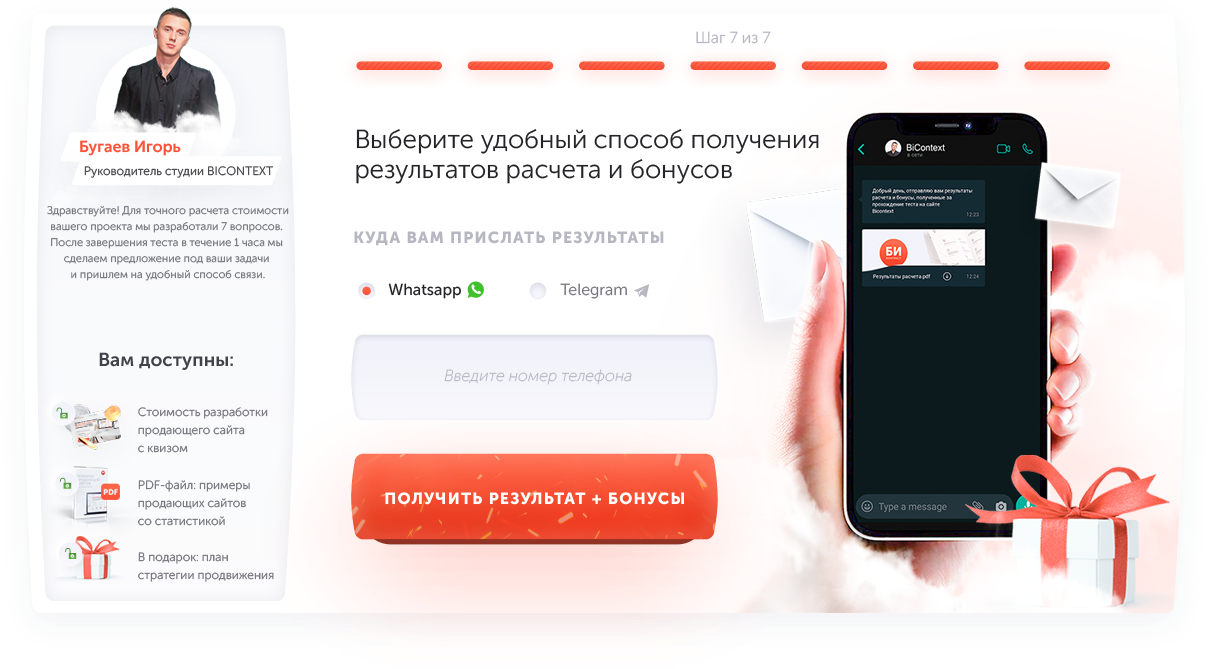 Шаг 7 из 7
Бугаев Игорь
Руководитель студии BICONTEXT
Здравствуйте! Для точного расчета стоимости
вашего проекта мы разработали 7 вопросов.
После завершения теста в течение 1 часа мы
сделаем предложение под ваши задачи
и пришлем на удобный способ связи.
Вам доступны:
Стоимость разработки
продающего сайта
с квизом
PDF
PDF-файл: примеры
продающих сайтов
со статистикой
В подарок: план
стратегии продвижения
Выберите удобный способ получения
результатов расчета и бонусов
КУДА ВАМ ПРИСЛАТЬ РЕЗУЛЬТАТЫ
Whatsapp
Telegram
Введите номер телефона
ПОЛУЧИТЬ РЕЗУЛЬТАТ + БОНУСЫ
BiContext
в сети
Добрый день, отправляю вам результаты
расчета и бонусы, полученные за
прохождение теста на сайте
Bicontext
12:23
БИ
Результаты расчета pdf
12:24
Type a message